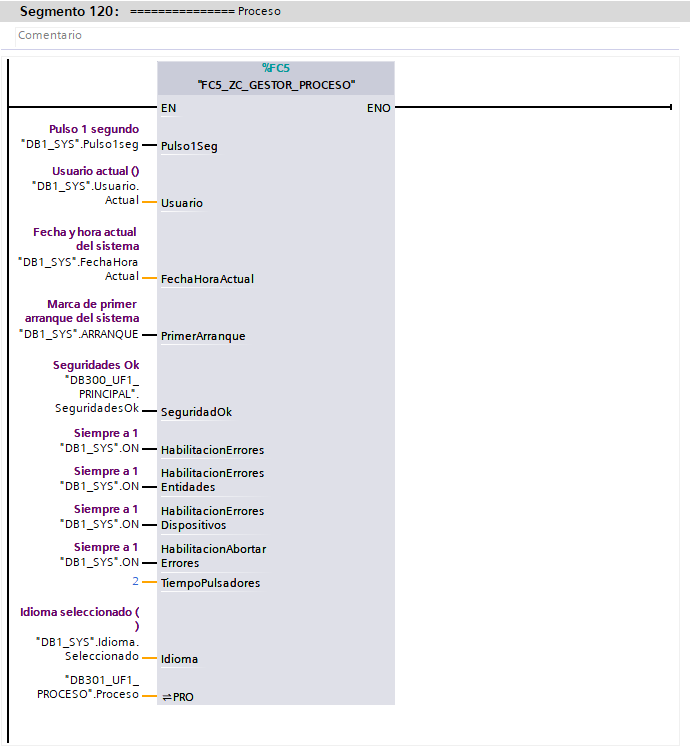 Segmento 120: =============== Proceso
Comentario
%FC5
"FC5_ZC_GESTOR_PROCESO"
EN ENO
Pulso 1 segundo
"DB1_SYS".Pulso1seg Pulso1Seg
Usuario actual ()
"DB1_SYS".Usuario.
Actual Usuario
Fecha y hora actual
del sistema
"DB1_SYS".FechaHora
Actual FechaHoraActual
Marca de primer
arranque del sistema
"DB1_SYS".ARRANQUE PrimerArranque
Seguridades Ok
"DB300_UF1_
PRINCIPAL".
SeguridadesOk SeguridadOk
Siempre a 1
"DB1_SYS".ON HabilitacionErrores
Siempre a 1 HabilitacionErrores
"DB1_SYS".ON Entidades
Siempre a 1 HabilitacionErrores
"DB1_SYS".ON Dispositivos
Siempre a 1 HabilitacionAbortar
"DB1_SYS".ON Errores
2 TiempoPulsadores
Idioma seleccionado (
)
"DB1_SYS".Idioma.
Seleccionado Idioma
"DB301_UF1_
PROCESO".Proceso ⇌PRO